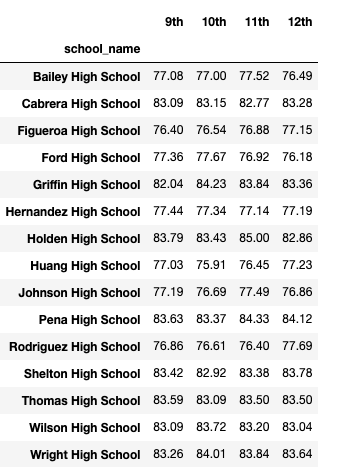 9th 10th 11th 12th
school_name
Bailey High School 77.08 77.00 77.52 76.49
Cabrera High School 83.09 83.15 82.77 83.28
Figueroa High School 76.40 76.54 76.88 77.15
Ford High School 77.36 77.67 76.92 76.18
Griffin High School 82.04 84.23 83.84 83.36
Hernandez High School 77.44 77.34 77.14 77.19
Holden High School 83.79 83.43 85.00 82.86
Huang High School 77.03 75.91 76.45 77.23
Johnson High School 77.19 76.69 77.49 76.86
Pena High School 83.63 83.37 84.33 84.12
Rodriguez High School 76.86 76.61 76.40 77.69
Shelton High School 83.42 82.92 83.38 83.78
Thomas High School 83.59 83.09 83.50 83.50
Wilson High School 83.09 83.72 83.20 83.04
Wright High School 83.26 84.01 83.84 83.64